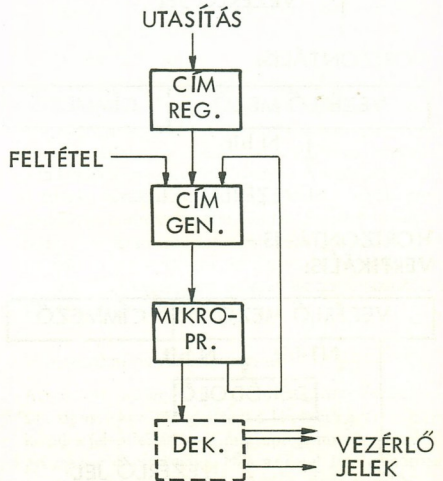 UTASÍTÁS
CÍM
REG.
FELTÉTEL
CÍM
GEN.
MIKRO-
PR.
DEK.
VEZÉRLŐ
JELEK